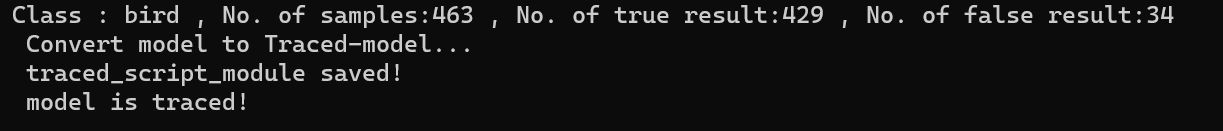 Class : bird , No. of samples:463 , No. of true result:429 , No. of false result:34
Convert model to Traced-model...
traced_script_module saved!
model is traced!